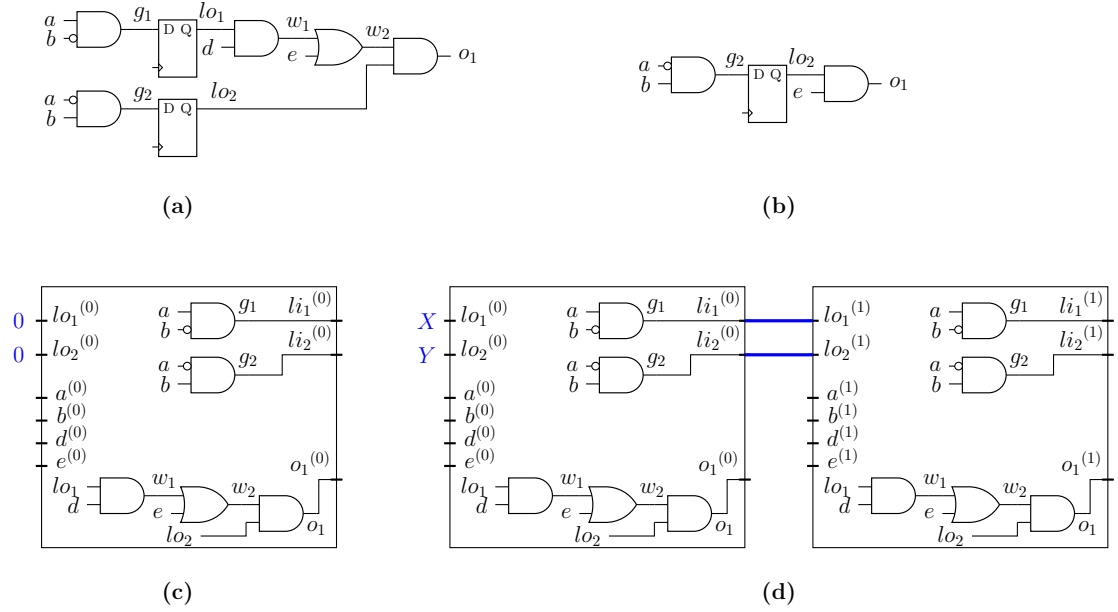 a b g₁ D Q lo₁ d w₁ e w₂ o₁
a b g₂ D Q lo₂
(a)
a b g₂ D Q lo₂ e o₁
(b)
0 lo₁⁽⁰⁾ a b g₁ li₁⁽⁰⁾
0 lo₂⁽⁰⁾ a b g₂ li₂⁽⁰⁾
a⁽⁰⁾
b⁽⁰⁾
d⁽⁰⁾
e⁽⁰⁾ o₁⁽⁰⁾
lo₁ d w₁ e w₂ lo₂ o₁
(c)
X lo₁⁽⁰⁾ a b g₁ li₁⁽⁰⁾
Y lo₂⁽⁰⁾ a b g₂ li₂⁽⁰⁾
a⁽⁰⁾
b⁽⁰⁾
d⁽⁰⁾
e⁽⁰⁾ o₁⁽⁰⁾
lo₁ d w₁ e w₂ lo₂ o₁
lo₁⁽¹⁾ a b g₁ li₁⁽¹⁾
lo₂⁽¹⁾ a b g₂ li₂⁽¹⁾
a⁽¹⁾
b⁽¹⁾
d⁽¹⁾
e⁽¹⁾ o₁⁽¹⁾
lo₁ d w₁ e w₂ lo₂ o₁
(d)